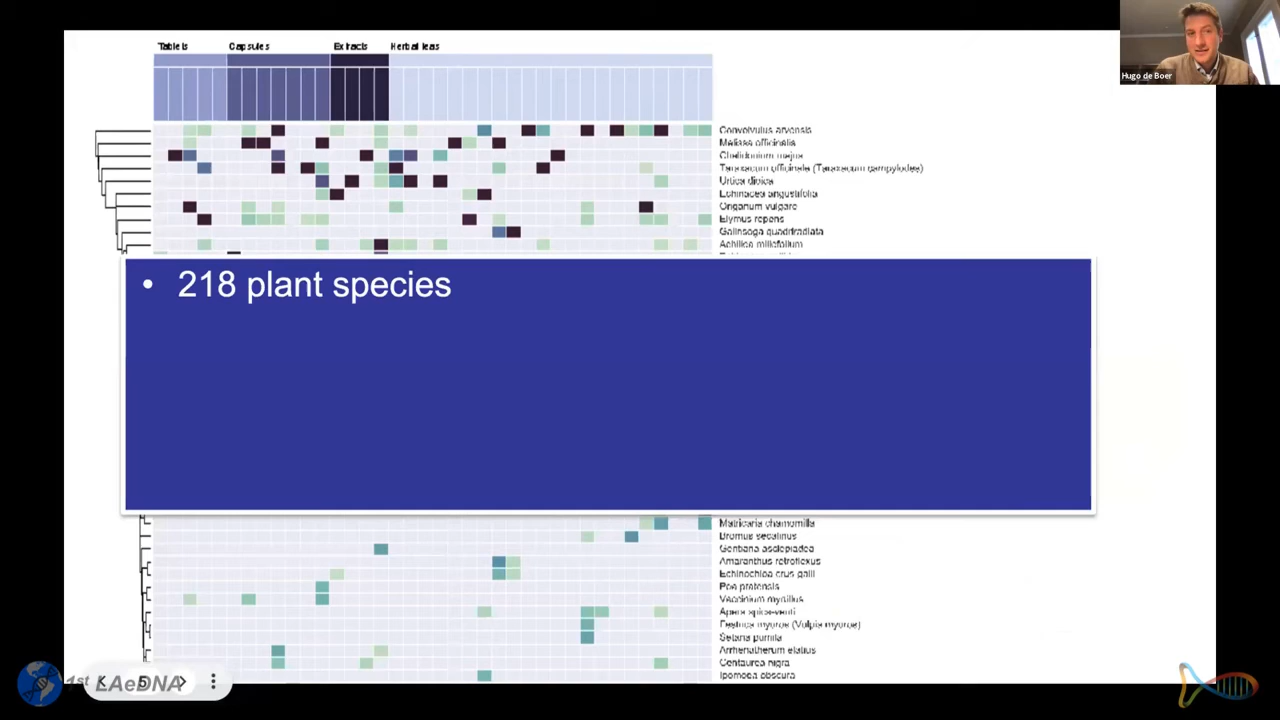 Tablets Capsules Extracts Herbal teas
Hugo de Boer
Convolvulus arvensis
Melissa officinalis
Chelidonium majus
Taraxacum officinale (Taraxacum campylodes)
Urtica dioica
Echinacea angustifolia
Origanum vulgare
Elymus repens
Galinsoga quadriradiata
Achillea millefolium
• 218 plant species
Matricaria chamomilla
Bromus secalinus
Gentiana asclepiadea
Amaranthus retroflexus
Echinochloa crus galli
Poa pratensis
Vaccinium myrtillus
Apera spica-venti
Festuca myuros (Vulpia myuros)
Setaria pumila
Arrhenatherum elatius
Centaurea nigra
Ipomoea obscura
1st LAeDNA
5